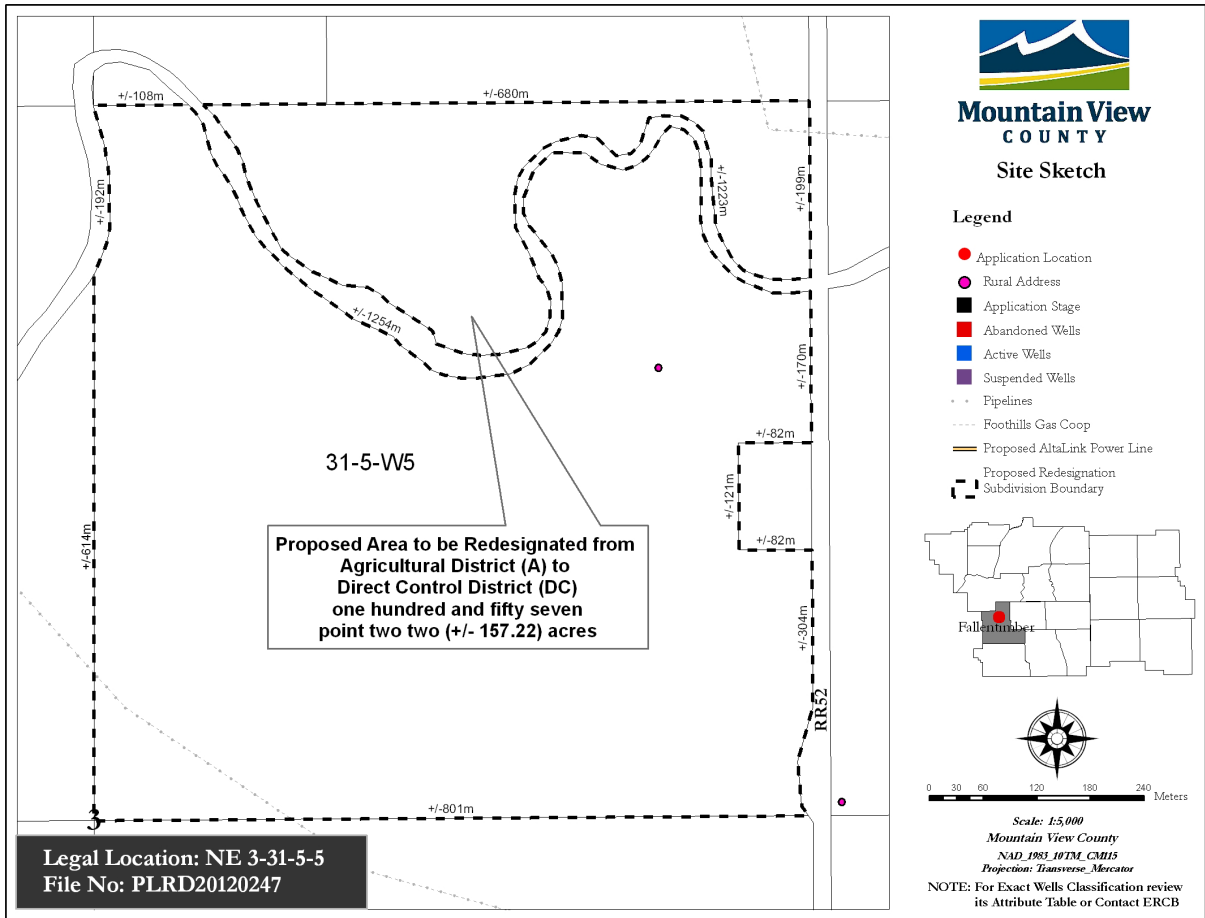 +/-108m
+/-680m
+/-192m
+/-1223m
+/-199m
+/-1254m
+/-170m
+/-82m
31-5-W5
+/-121m
+/-614m
+/-82m
Proposed Area to be Redesignated from
Agricultural District (A) to
Direct Control District (DC)
one hundred and fifty seven
point two two (+/- 157.22) acres
+/-304m
RR52
+/-801m
3
Legal Location: NE 3-31-5-5
File No: PLRD20120247
Mountain View
COUNTY
Site Sketch
Legend
Application Location
Rural Address
Application Stage
Abandoned Wells
Active Wells
Suspended Wells
Pipelines
Foothills Gas Coop
Proposed AltaLink Power Line
Proposed Redesignation
Subdivision Boundary
Fallentimber
0 30 60 120 180 240
Meters
Scale: 1:5,000
Mountain View County
NAD_1983_10TM_CM115
Projection: Transverse_Mercator
NOTE: For Exact Wells Classification review
its Attribute Table or Contact ERCB